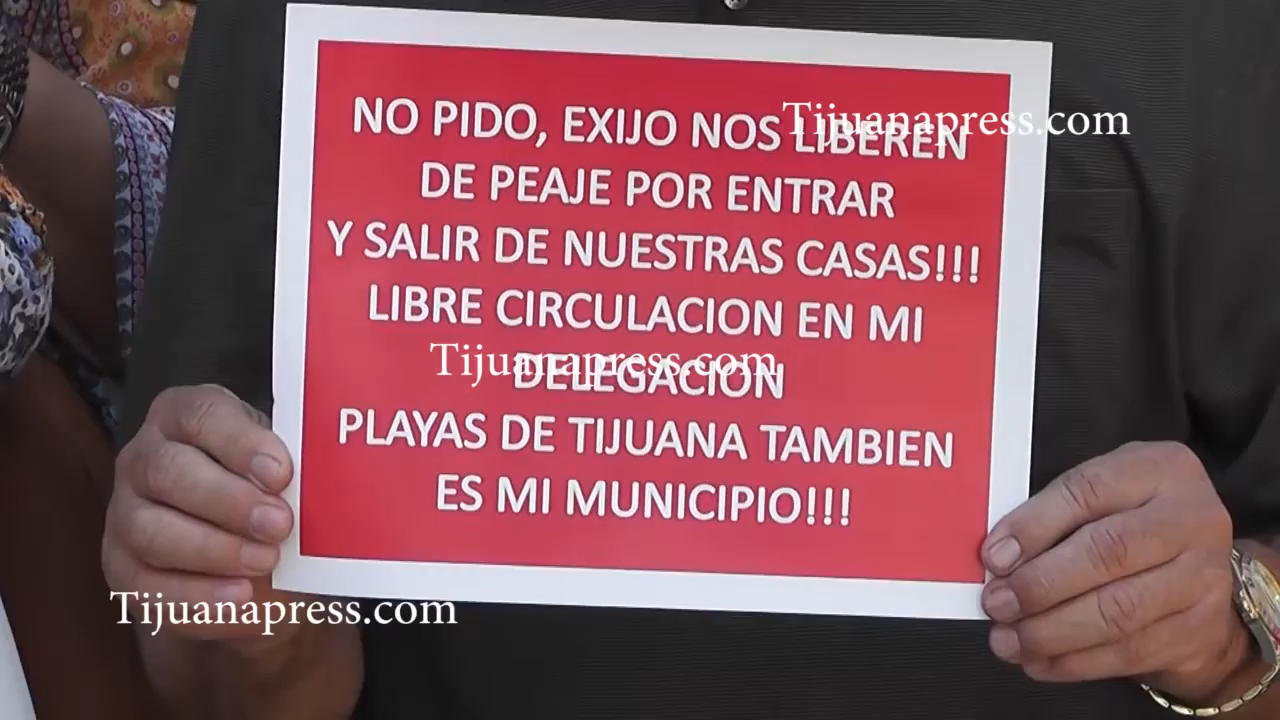 NO PIDO, EXIJO NOS LIBEREN
DE PEAJE POR ENTRAR
Y SALIR DE NUESTRAS CASAS!!!
LIBRE CIRCULACION EN MI
DELEGACION
PLAYAS DE TIJUANA TAMBIEN
ES MI MUNICIPIO!!!
Tijuanapress.com
Tijuanapress.com
Tijuanapress.com